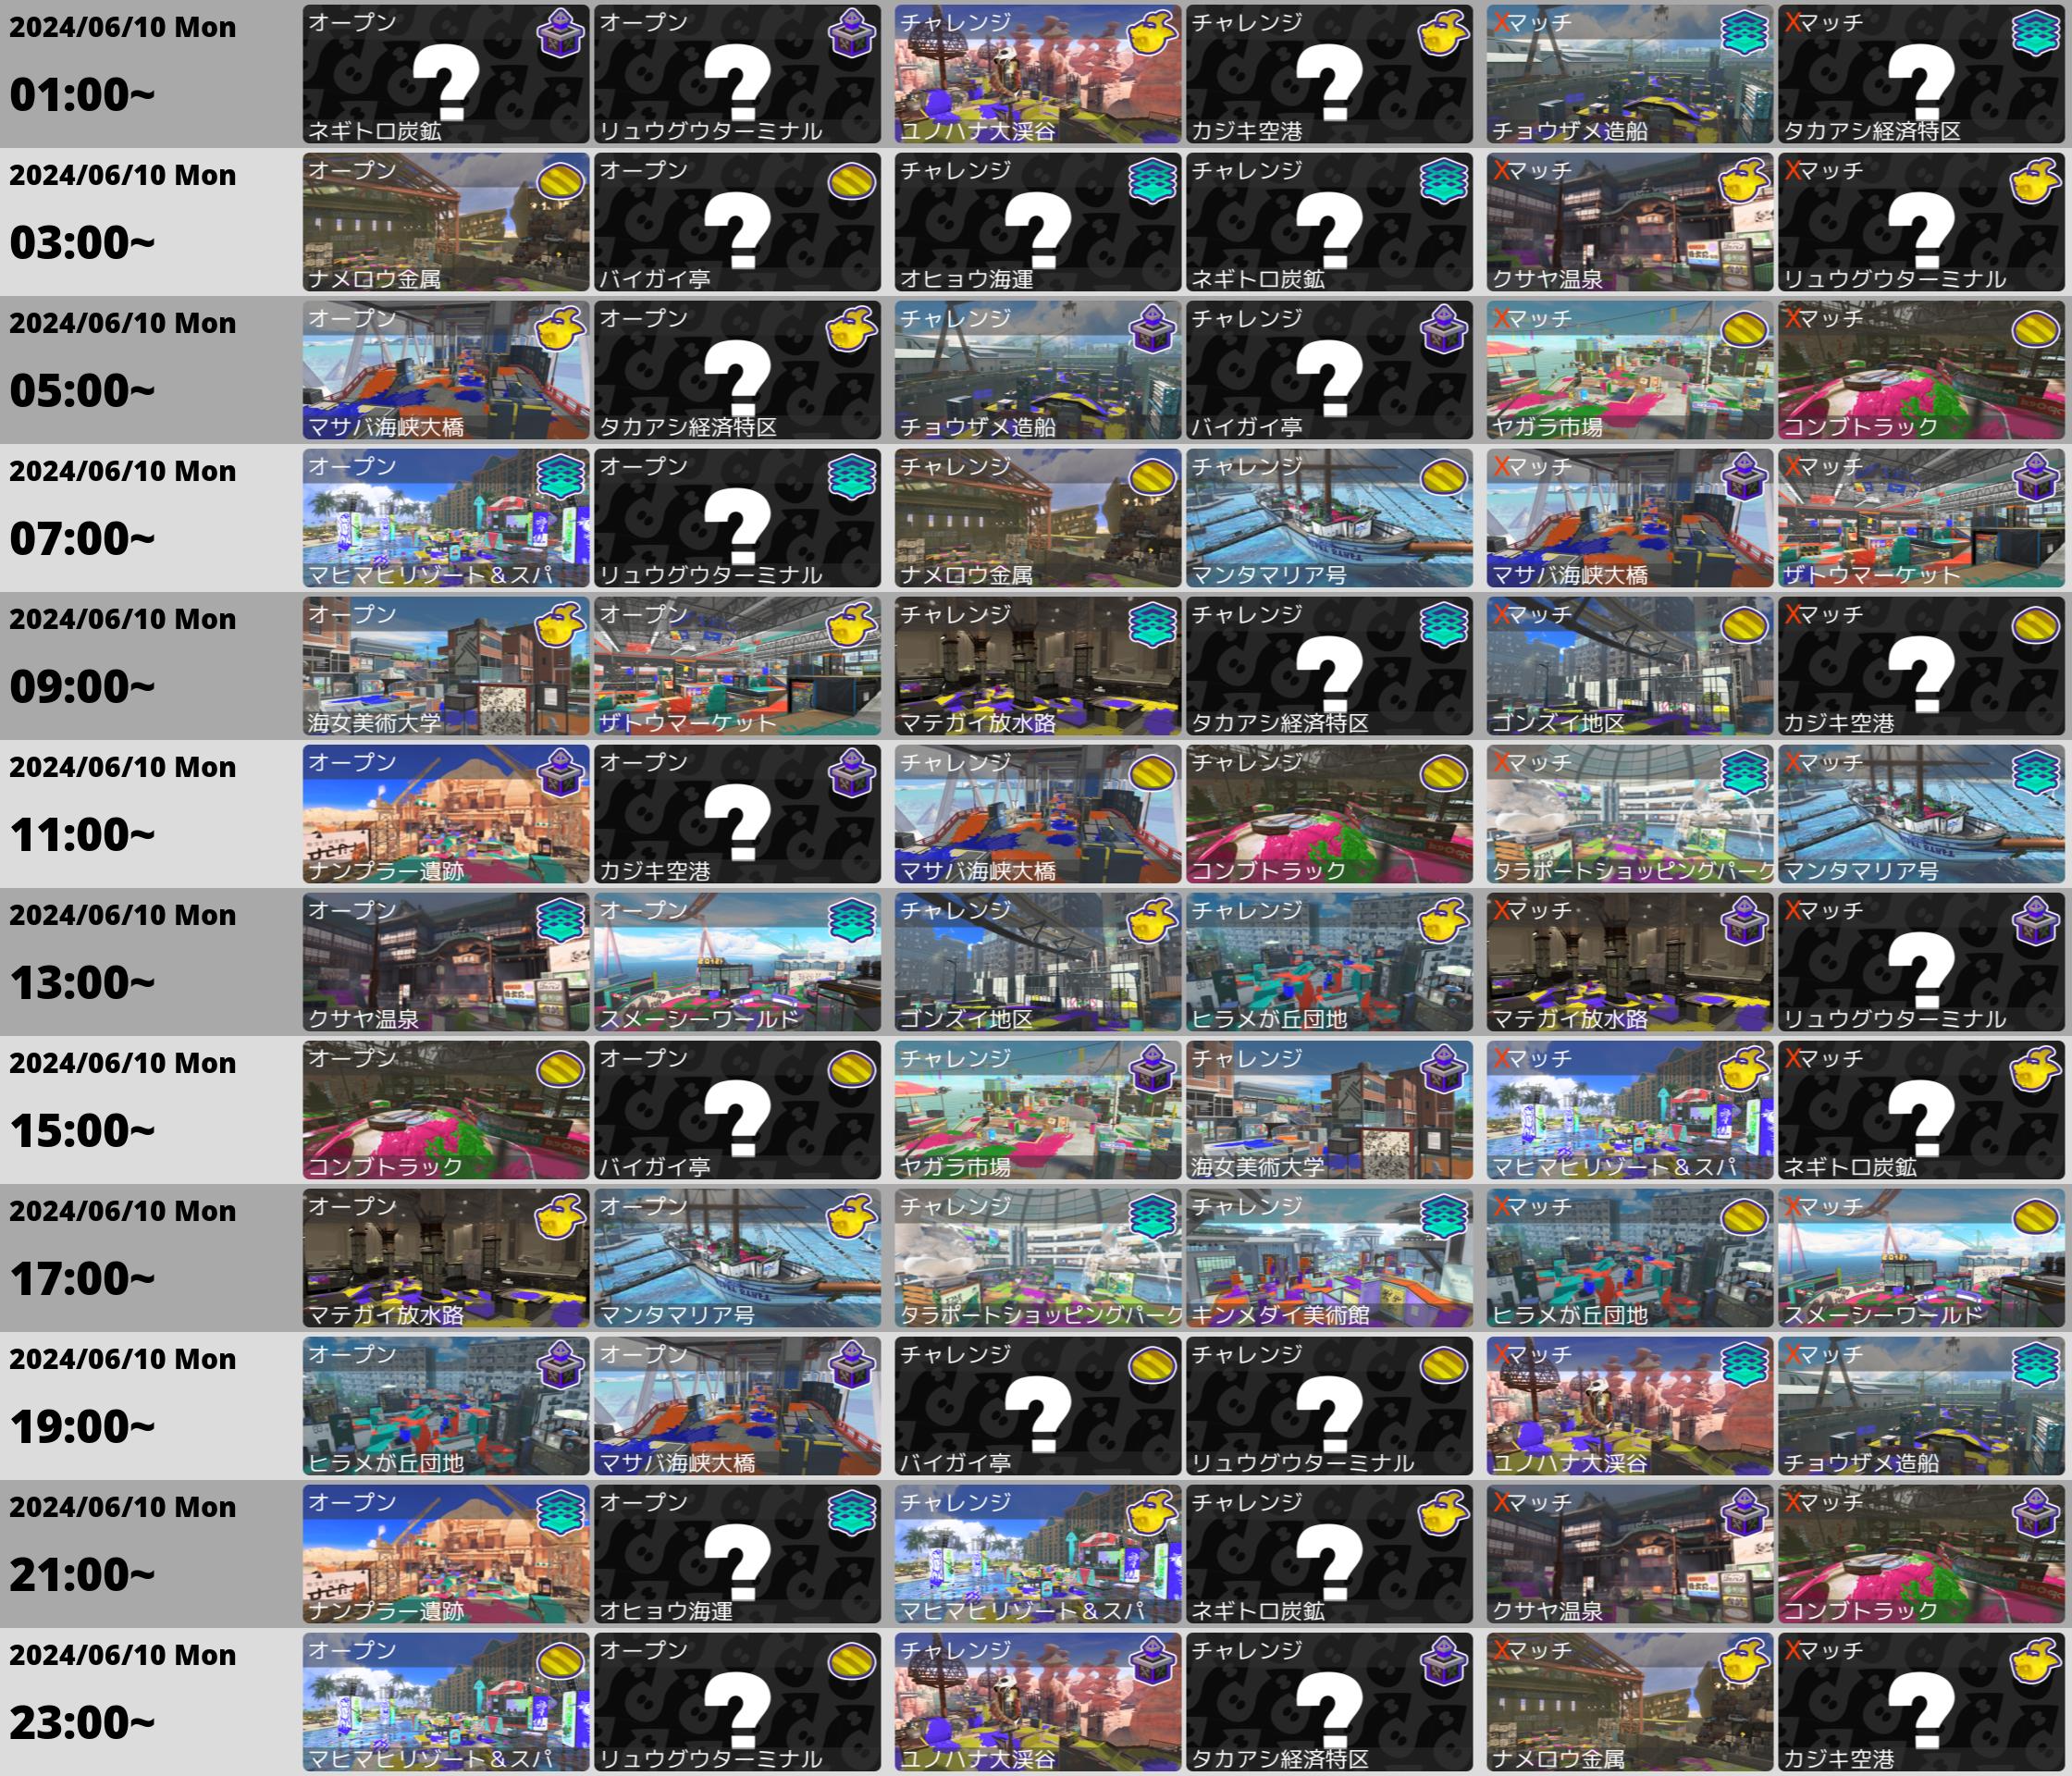 2024/06/10 Mon
01:00~
オープン
ネギトロ炭鉱
オープン
リュウグウターミナル
チャレンジ
ユノハナ大渓谷
チャレンジ
カジキ空港
Xマッチ
チョウザメ造船
Xマッチ
タカアシ経済特区
2024/06/10 Mon
03:00~
オープン
ナメロウ金属
オープン
バイガイ亭
チャレンジ
オヒョウ海運
チャレンジ
ネギトロ炭鉱
Xマッチ
クサヤ温泉
Xマッチ
リュウグウターミナル
2024/06/10 Mon
05:00~
オープン
マサバ海峡大橋
オープン
タカアシ経済特区
チャレンジ
チョウザメ造船
チャレンジ
バイガイ亭
Xマッチ
ヤガラ市場
Xマッチ
コンブトラック
2024/06/10 Mon
07:00~
オープン
マヒマヒリゾート＆スパ
オープン
リュウグウターミナル
チャレンジ
ナメロウ金属
チャレンジ
マンタマリア号
Xマッチ
マサバ海峡大橋
Xマッチ
ザトウマーケット
2024/06/10 Mon
09:00~
オープン
海女美術大学
オープン
ザトウマーケット
チャレンジ
マテガイ放水路
チャレンジ
タカアシ経済特区
Xマッチ
ゴンズイ地区
Xマッチ
カジキ空港
2024/06/10 Mon
11:00~
オープン
ナンプラー遺跡
オープン
カジキ空港
チャレンジ
マサバ海峡大橋
チャレンジ
コンブトラック
Xマッチ
タラポートショッピングパーク
Xマッチ
マンタマリア号
2024/06/10 Mon
13:00~
オープン
クサヤ温泉
オープン
スメーシーワールド
チャレンジ
ゴンズイ地区
チャレンジ
ヒラメが丘団地
Xマッチ
マテガイ放水路
Xマッチ
リュウグウターミナル
2024/06/10 Mon
15:00~
オープン
コンブトラック
オープン
バイガイ亭
チャレンジ
ヤガラ市場
チャレンジ
海女美術大学
Xマッチ
マヒマヒリゾート＆スパ
Xマッチ
ネギトロ炭鉱
2024/06/10 Mon
17:00~
オープン
マテガイ放水路
オープン
マンタマリア号
チャレンジ
タラポートショッピングパーク
チャレンジ
キンメダイ美術館
Xマッチ
ヒラメが丘団地
Xマッチ
スメーシーワールド
2024/06/10 Mon
19:00~
オープン
ヒラメが丘団地
オープン
マサバ海峡大橋
チャレンジ
バイガイ亭
チャレンジ
リュウグウターミナル
Xマッチ
ユノハナ大渓谷
Xマッチ
チョウザメ造船
2024/06/10 Mon
21:00~
オープン
ナンプラー遺跡
オープン
オヒョウ海運
チャレンジ
マヒマヒリゾート＆スパ
チャレンジ
ネギトロ炭鉱
Xマッチ
クサヤ温泉
Xマッチ
コンブトラック
2024/06/10 Mon
23:00~
オープン
マヒマヒリゾート＆スパ
オープン
リュウグウターミナル
チャレンジ
ユノハナ大渓谷
チャレンジ
タカアシ経済特区
Xマッチ
ナメロウ金属
Xマッチ
カジキ空港